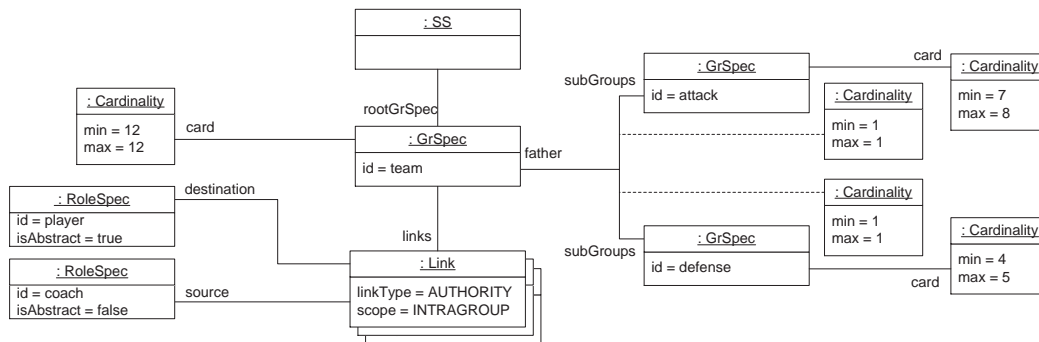 : SS
rootGrSpec
: Cardinality
min = 12
max = 12
card
: GrSpec
id = team
father
subGroups
: GrSpec
id = attack
card
: Cardinality
min = 7
max = 8
: Cardinality
min = 1
max = 1
: Cardinality
min = 1
max = 1
subGroups
: GrSpec
id = defense
card
: Cardinality
min = 4
max = 5
: RoleSpec
id = player
isAbstract = true
destination
links
: RoleSpec
id = coach
isAbstract = false
source
: Link
linkType = AUTHORITY
scope = INTRAGROUP